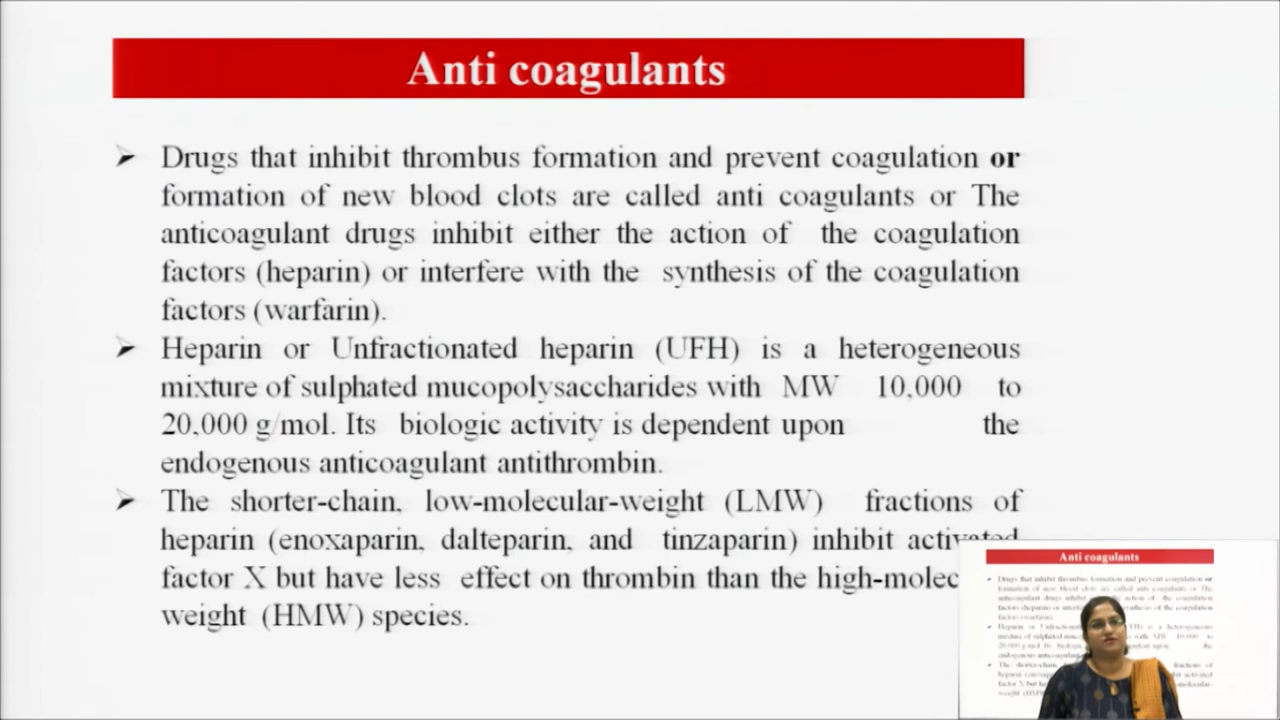 Anti coagulants
➢ Drugs that inhibit thrombus formation and prevent coagulation or
formation of new blood clots are called anti coagulants or The
anticoagulant drugs inhibit either the action of the coagulation
factors (heparin) or interfere with the synthesis of the coagulation
factors (warfarin).
➢ Heparin or Unfractionated heparin (UFH) is a heterogeneous
mixture of sulphated mucopolysaccharides with MW 10,000 to
20,000 g/mol. Its biologic activity is dependent upon the
endogenous anticoagulant antithrombin.
➢ The shorter-chain, low-molecular-weight (LMW) fractions of
heparin (enoxaparin, dalteparin, and tinzaparin) inhibit activated
factor X but have less effect on thrombin than the high-molec
weight (HMW) species.
Anti coagulants